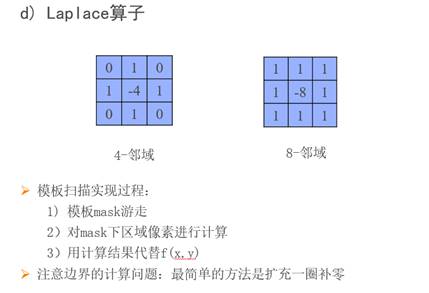 d) Laplace算子
0 1 0
1 -4 1
0 1 0
1 1 1
1 -8 1
1 1 1
4-邻域
8-邻域
模板扫描实现过程：
1) 模板mask游走
2) 对mask下区域像素进行计算
3) 用计算结果代替f(x,y)
注意边界的计算问题：最简单的方法是扩充一圈补零